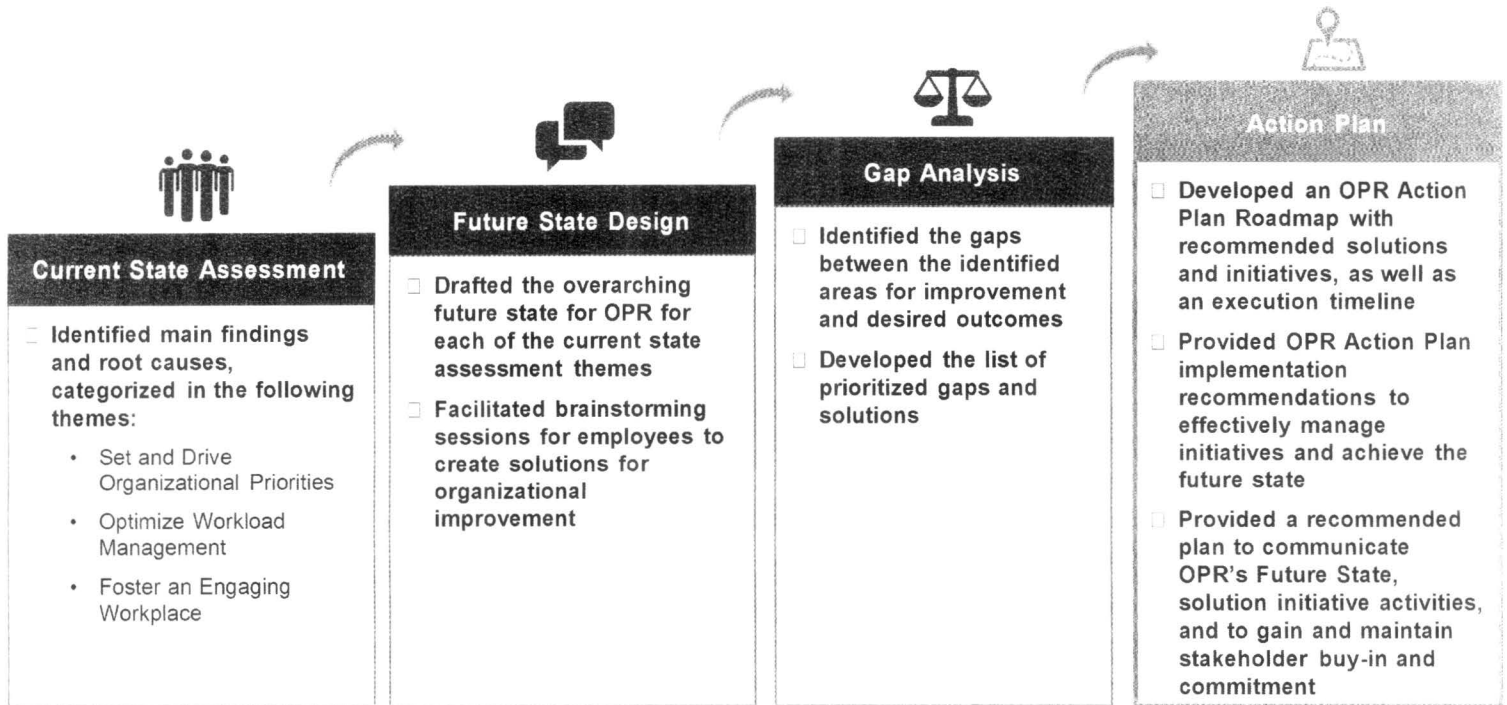 Current State Assessment
Identified main findings
and root causes,
categorized in the following
themes:
• Set and Drive
Organizational Priorities
• Optimize Workload
Management
• Foster an Engaging
Workplace
Future State Design
Drafted the overarching
future state for OPR for
each of the current state
assessment themes
Facilitated brainstorming
sessions for employees to
create solutions for
organizational
improvement
Gap Analysis
Identified the gaps
between the identified
areas for improvement
and desired outcomes
Developed the list of
prioritized gaps and
solutions
Action Plan
Developed an OPR Action
Plan Roadmap with
recommended solutions
and initiatives, as well as
an execution timeline
Provided OPR Action Plan
implementation
recommendations to
effectively manage
initiatives and achieve the
future state
Provided a recommended
plan to communicate
OPR's Future State,
solution initiative activities,
and to gain and maintain
stakeholder buy-in and
commitment